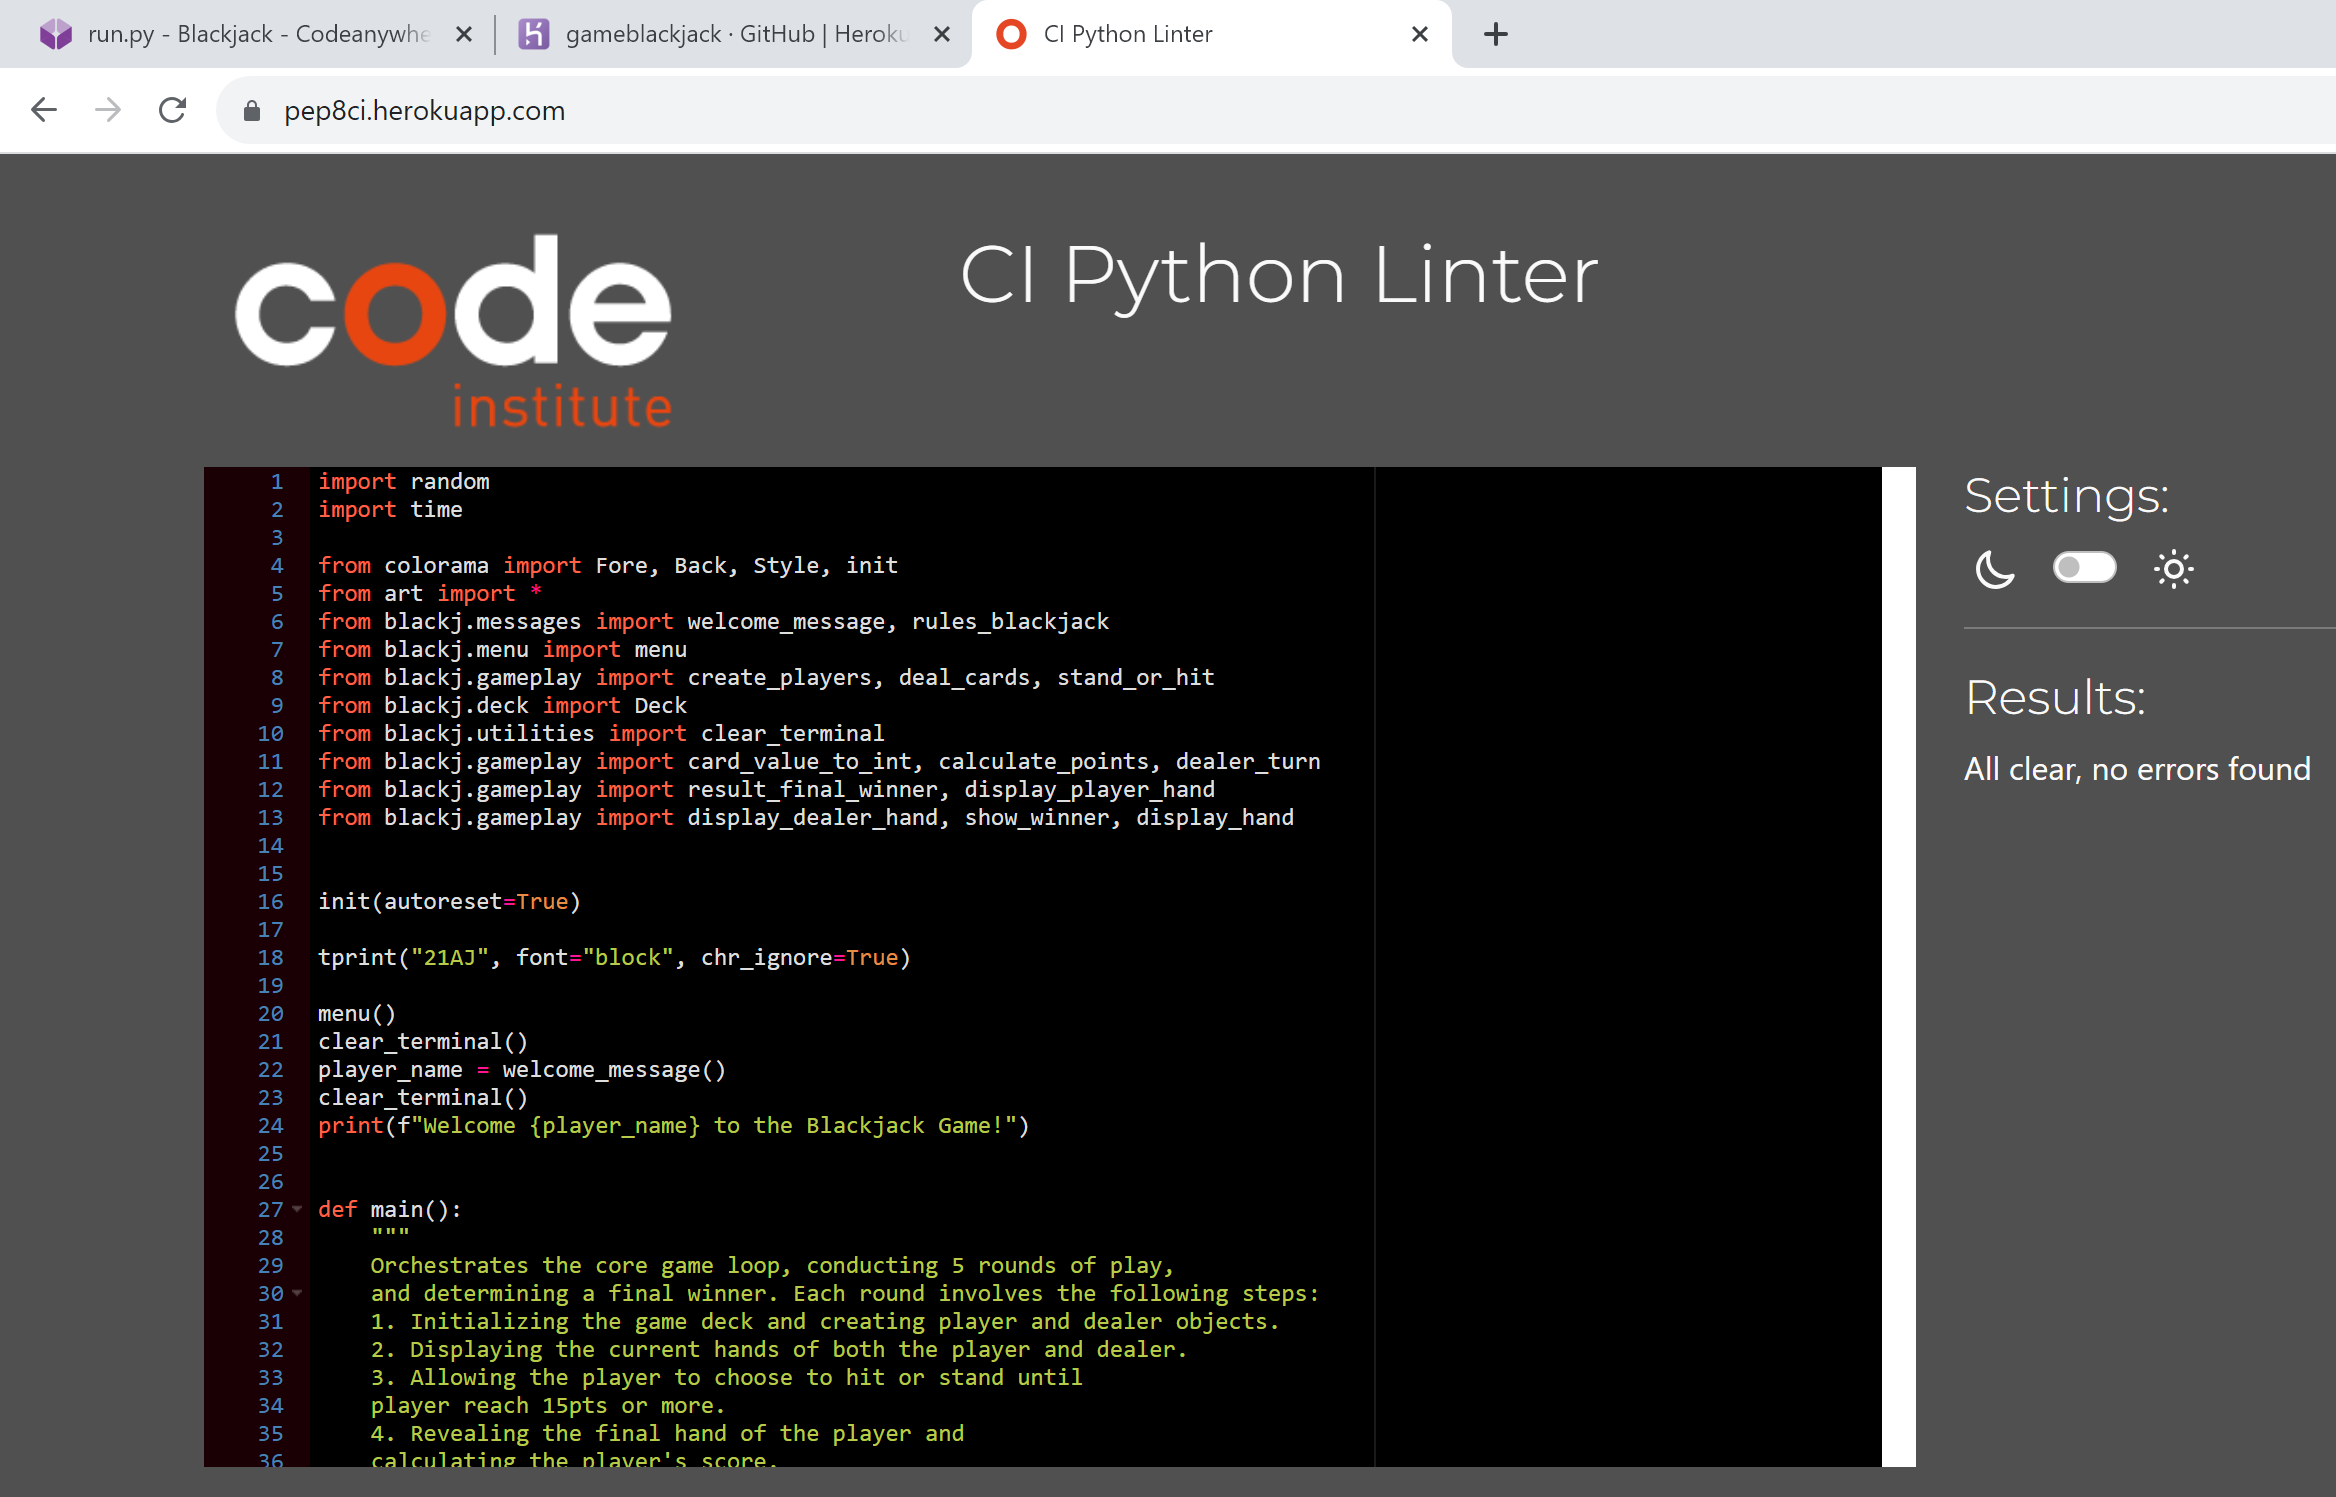 run.py - Blackjack - Codeanywhe
gameblackjack · GitHub | Heroku
CI Python Linter
pep8ci.herokuapp.com
code
institute
CI Python Linter
1 import random
2 import time
3
4 from colorama import Fore, Back, Style, init
5 from art import *
6 from blackj.messages import welcome_message, rules_blackjack
7 from blackj.menu import menu
8 from blackj.gameplay import create_players, deal_cards, stand_or_hit
9 from blackj.deck import Deck
10 from blackj.utilities import clear_terminal
11 from blackj.gameplay import card_value_to_int, calculate_points, dealer_turn
12 from blackj.gameplay import result_final_winner, display_player_hand
13 from blackj.gameplay import display_dealer_hand, show_winner, display_hand
14
15
16 init(autoreset=True)
17
18 tprint("21AJ", font="block", chr_ignore=True)
19
20 menu()
21 clear_terminal()
22 player_name = welcome_message()
23 clear_terminal()
24 print(f"Welcome {player_name} to the Blackjack Game!")
25
26
27 def main():
28 """
29 Orchestrates the core game loop, conducting 5 rounds of play,
30 and determining a final winner. Each round involves the following steps:
31 1. Initializing the game deck and creating player and dealer objects.
32 2. Displaying the current hands of both the player and dealer.
33 3. Allowing the player to choose to hit or stand until
34 player reach 15pts or more.
35 4. Revealing the final hand of the player and
36 calculating the player's score.
Settings:
Results:
All clear, no errors found